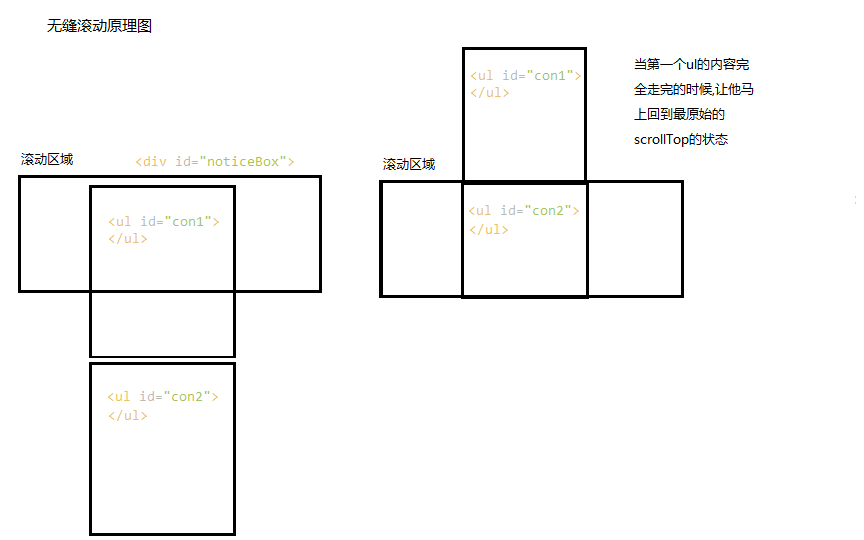 无缝滚动原理图
滚动区域
<div id="noticeBox">
<ul id="con1">
</ul>
<ul id="con2">
</ul>
<ul id="con1">
</ul>
滚动区域
<ul id="con2">
</ul>
当第一个ul的内容完
全走完的时候,让他马
上回到最原始的
scrollTop的状态